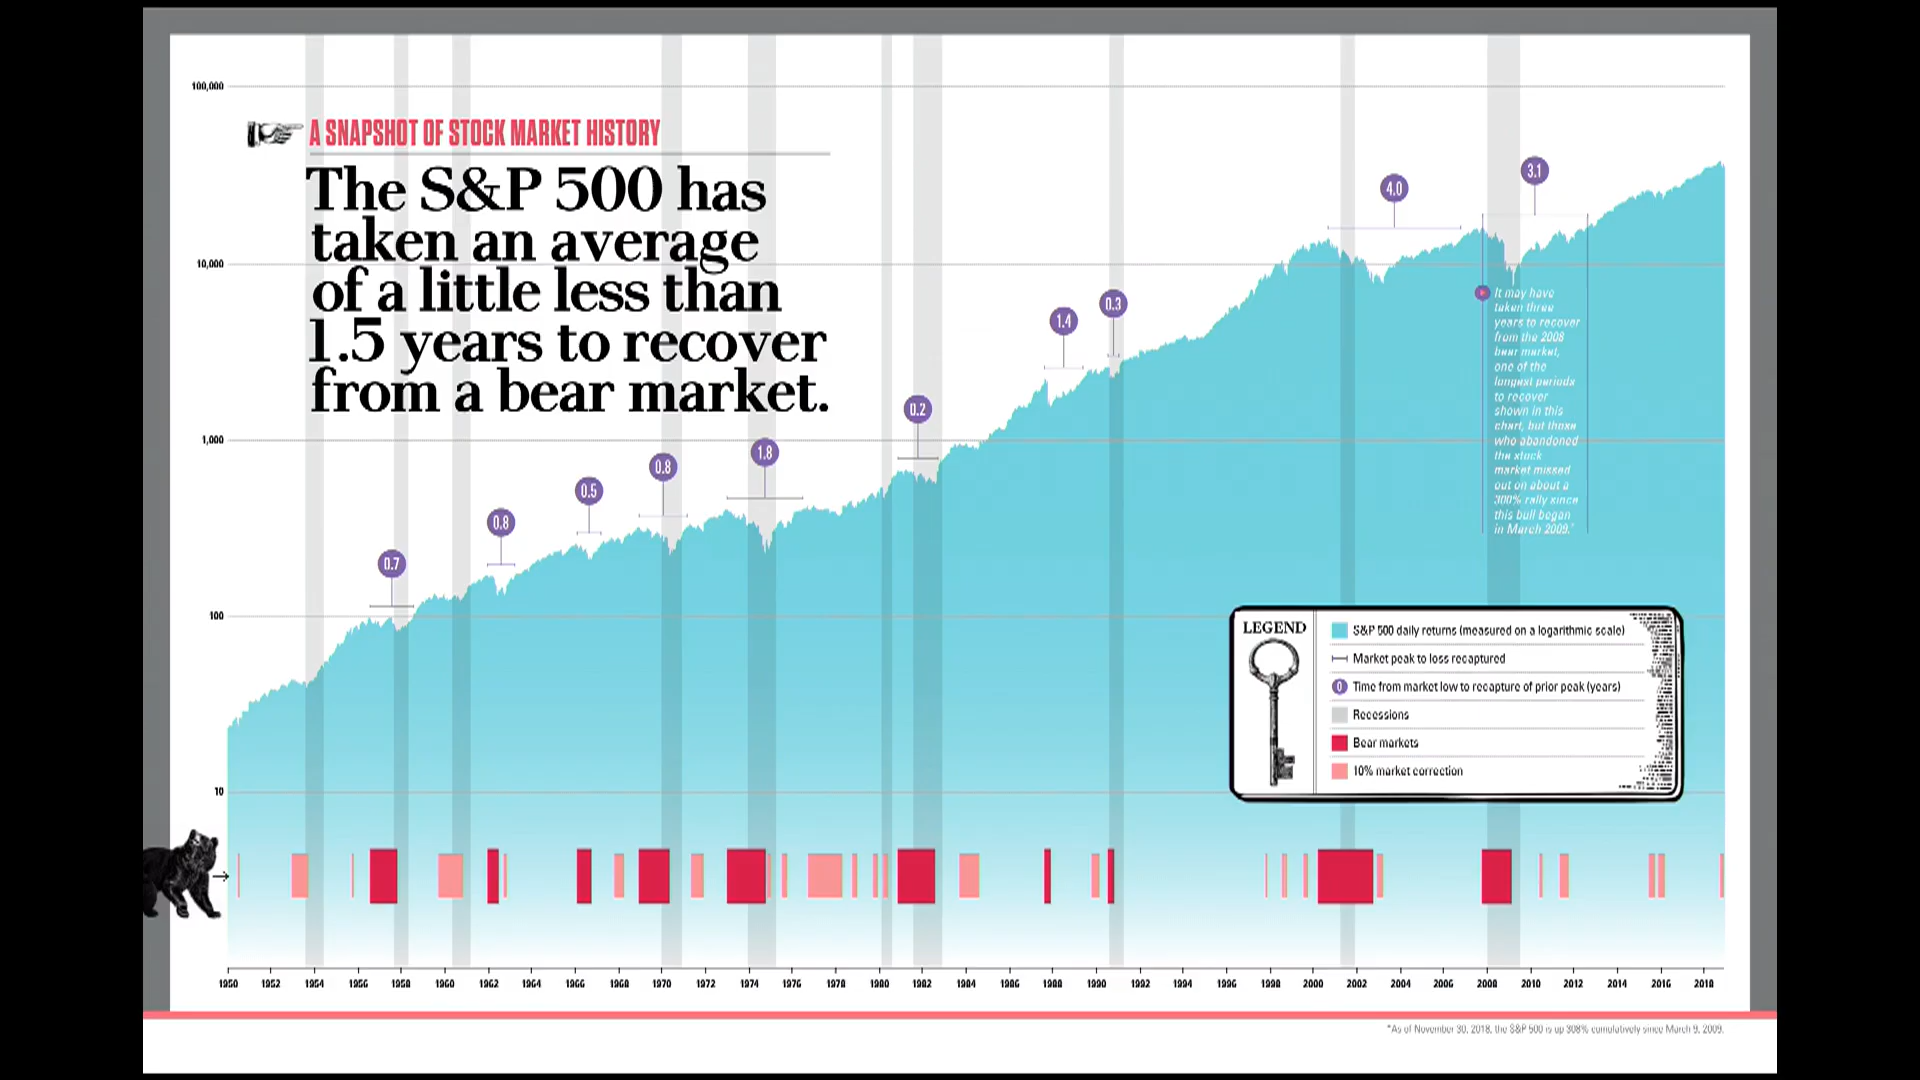 100,000
A SNAPSHOT OF STOCK MARKET HISTORY
The S&P 500 has
taken an average
of a little less than
1.5 years to recover
from a bear market.
10,000
1,000
100
10
0.7
0.8
0.5
0.8
1.8
0.2
1.4
0.3
4.0
3.1
It may have
taken three
years to recover
from the 2008
bear market,
one of the
longest periods
to recover
shown in this
chart, but those
who abandoned
the stock
market missed
out on about a
300% rally since
this bull began
in March 2009.*
LEGEND
S&P 500 daily returns (measured on a logarithmic scale)
Market peak to loss recaptured
0 Time from market low to recapture of prior peak (years)
Recessions
Bear markets
10% market correction
1950 1952 1954 1956 1958 1960 1962 1964 1966 1968 1970 1972 1974 1976 1978 1980 1982 1984 1986 1988 1990 1992 1994 1996 1998 2000 2002 2004 2006 2008 2010 2012 2014 2016 2018
*As of November 30, 2018, the S&P 500 is up 308% cumulatively since March 9, 2009.